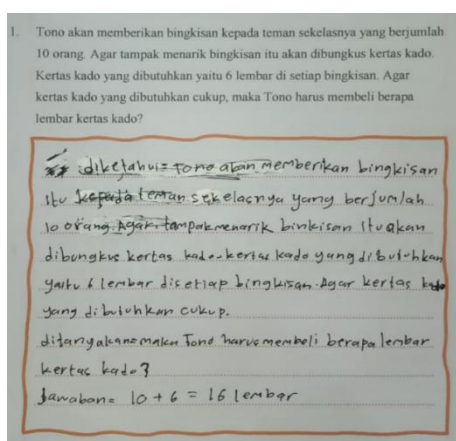 1. Tono akan memberikan bingkisan kepada teman sekelasnya yang berjumlah
10 orang. Agar tampak menarik bingkisan itu akan dibungkus kertas kado.
Kertas kado yang dibutuhkan yaitu 6 lembar di setiap bingkisan. Agar
kertas kado yang dibutuhkan cukup, maka Tono harus membeli berapa
lembar kertas kado?
diketahui= Tono akan memberikan bingkisan
itu kepada teman sekelasnya yang berjumlah
10 orang. Agar tampak menarik binkisan itu akan
dibungkus kertas kado. kertas kado yang dibutuhkan
yaitu 6 lembar disetiap bingkisan. Agar kertas kado
yang dibutuhkan cukup.
ditanyakan= maka Tono harus membeli berapa lembar
kertas kado?
Jawaban= 10 + 6 = 16 lembar